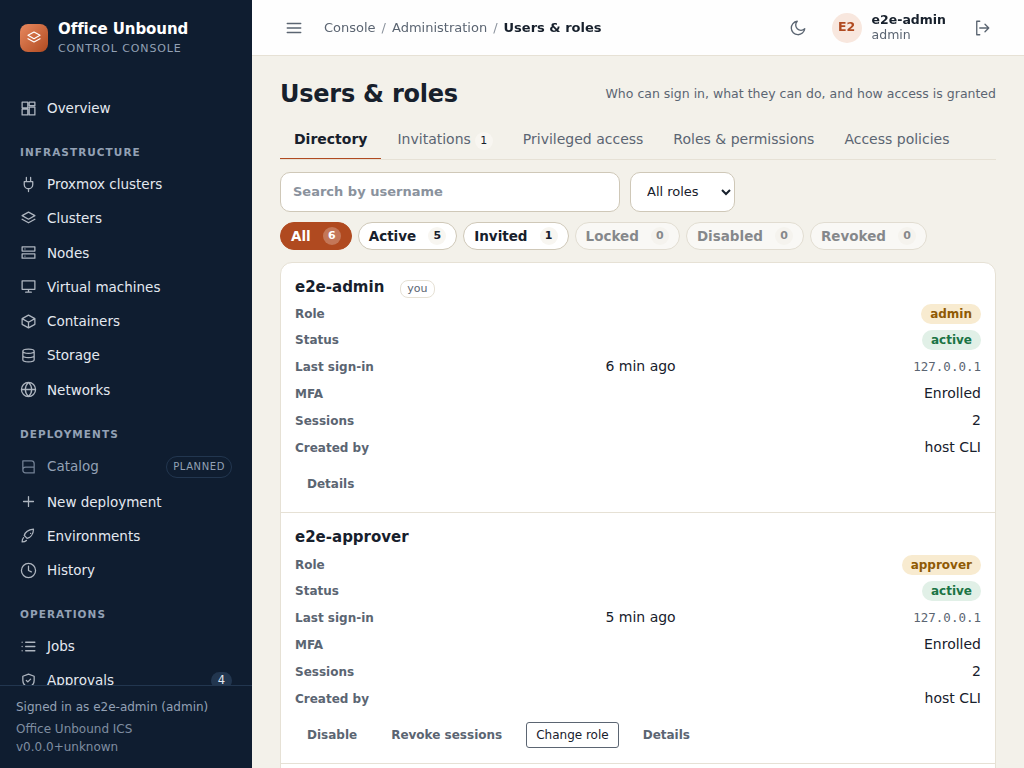 Office Unbound
CONTROL CONSOLE
Overview
INFRASTRUCTURE
Proxmox clusters
Clusters
Nodes
Virtual machines
Containers
Storage
Networks
DEPLOYMENTS
Catalog PLANNED
New deployment
Environments
History
OPERATIONS
Jobs
Approvals 4
Signed in as e2e-admin (admin)
Office Unbound ICS
v0.0.0+unknown
Console / Administration / Users & roles
E2 e2e-admin
admin
Users & roles
Who can sign in, what they can do, and how access is granted
Directory Invitations 1 Privileged access Roles & permissions Access policies
Search by username All roles
All 6 Active 5 Invited 1 Locked 0 Disabled 0 Revoked 0
e2e-admin you
Role admin
Status active
Last sign-in 6 min ago 127.0.0.1
MFA Enrolled
Sessions 2
Created by host CLI
Details
e2e-approver
Role approver
Status active
Last sign-in 5 min ago 127.0.0.1
MFA Enrolled
Sessions 2
Created by host CLI
Disable Revoke sessions Change role Details